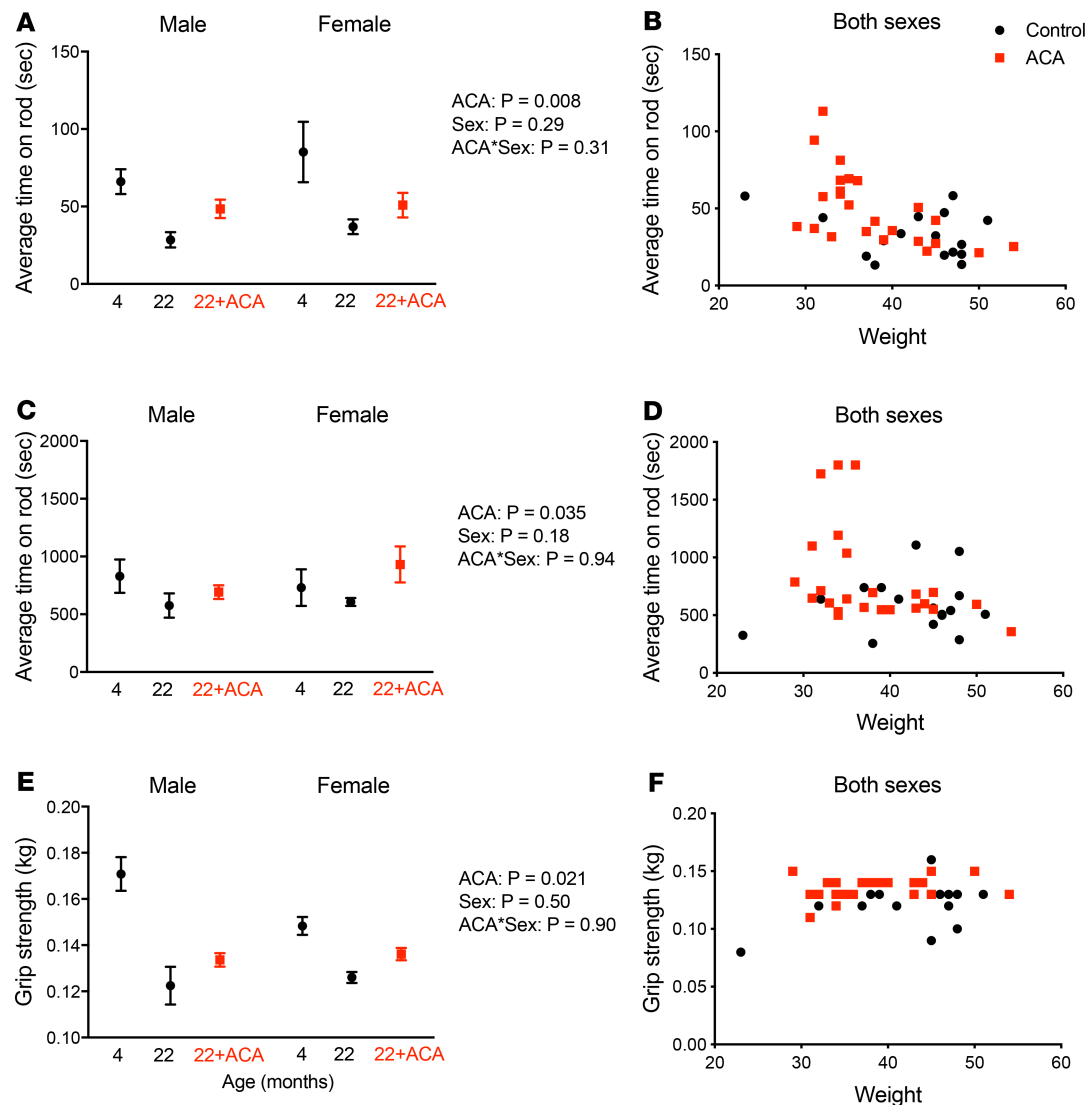 A
Male
Female
Average time on rod (sec)
150
100
50
0
4
22
22+ACA
4
22
22+ACA
ACA: P = 0.008
Sex: P = 0.29
ACA*Sex: P = 0.31
B
Both sexes
Control
ACA
Average time on rod (sec)
150
100
50
0
20
30
40
50
60
Weight
C
Male
Female
Average time on rod (sec)
2000
1500
1000
500
0
4
22
22+ACA
4
22
22+ACA
ACA: P = 0.035
Sex: P = 0.18
ACA*Sex: P = 0.94
D
Both sexes
Average time on rod (sec)
2000
1500
1000
500
0
20
30
40
50
60
Weight
E
Male
Female
Grip strength (kg)
0.20
0.18
0.16
0.14
0.12
0.10
4
22
22+ACA
4
22
22+ACA
Age (months)
ACA: P = 0.021
Sex: P = 0.50
ACA*Sex: P = 0.90
F
Both sexes
Grip strength (kg)
0.20
0.15
0.10
0.05
0.00
20
30
40
50
60
Weight